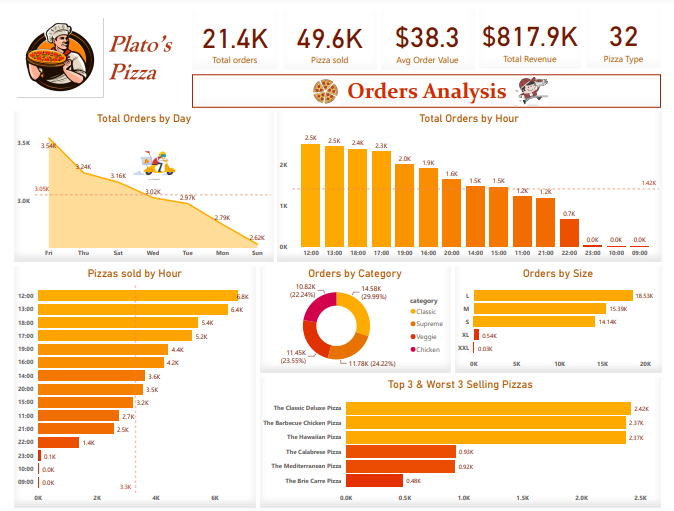 Plato's
Pizza
21.4K
Total orders
49.6K
Pizza sold
$38.3
Avg Order Value
$817.9K
Total Revenue
32
Pizza Type
Orders Analysis
Total Orders by Day
3.5K
3.0K
3.05K
3.54K
3.24K
3.16K
3.02K
2.97K
2.79K
2.62K
Fri Thu Sat Wed Tue Mon Sun
Total Orders by Hour
2K
1K
0K
2.5K 2.5K 2.4K 2.3K 2.0K 1.9K 1.6K 1.5K 1.5K 1.2K 1.2K 0.7K 0.0K 0.0K 0.0K
1.42K
12:00 13:00 18:00 17:00 19:00 16:00 20:00 14:00 15:00 11:00 21:00 22:00 23:00 10:00 09:00
Pizzas sold by Hour
12:00 6.8K
13:00 6.4K
18:00 5.4K
17:00 5.2K
19:00 4.4K
16:00 4.2K
14:00 3.6K
20:00 3.5K
15:00 3.2K
11:00 2.7K
21:00 2.5K
22:00 1.4K
23:00 0.1K
10:00 0.0K
09:00 0.0K
3.3K
0K 2K 4K 6K
Orders by Category
10.82K
(22.24%)
14.58K
(29.99%)
11.45K
(23.55%)
11.78K (24.22%)
category
Classic
Supreme
Veggie
Chicken
Orders by Size
L 18.53K
M 15.39K
S 14.14K
XL 0.54K
XXL 0.03K
0K 5K 10K 15K 20K
Top 3 & Worst 3 Selling Pizzas
The Classic Deluxe Pizza 2.42K
The Barbecue Chicken Pizza 2.37K
The Hawaiian Pizza 2.37K
The Calabrese Pizza 0.93K
The Mediterranean Pizza 0.92K
The Brie Carre Pizza 0.48K
0.0K 0.5K 1.0K 1.5K 2.0K 2.5K